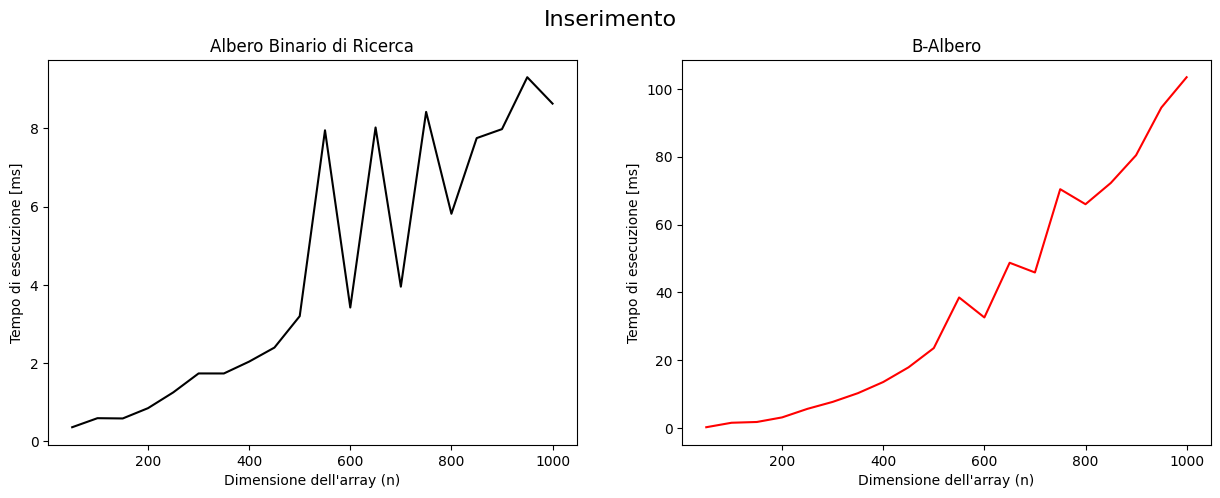 Inserimento
Albero Binario di Ricerca
Tempo di esecuzione [ms]
8
6
4
2
0
200 400 600 800 1000
Dimensione dell'array (n)
B-Albero
Tempo di esecuzione [ms]
100
80
60
40
20
0
200 400 600 800 1000
Dimensione dell'array (n)